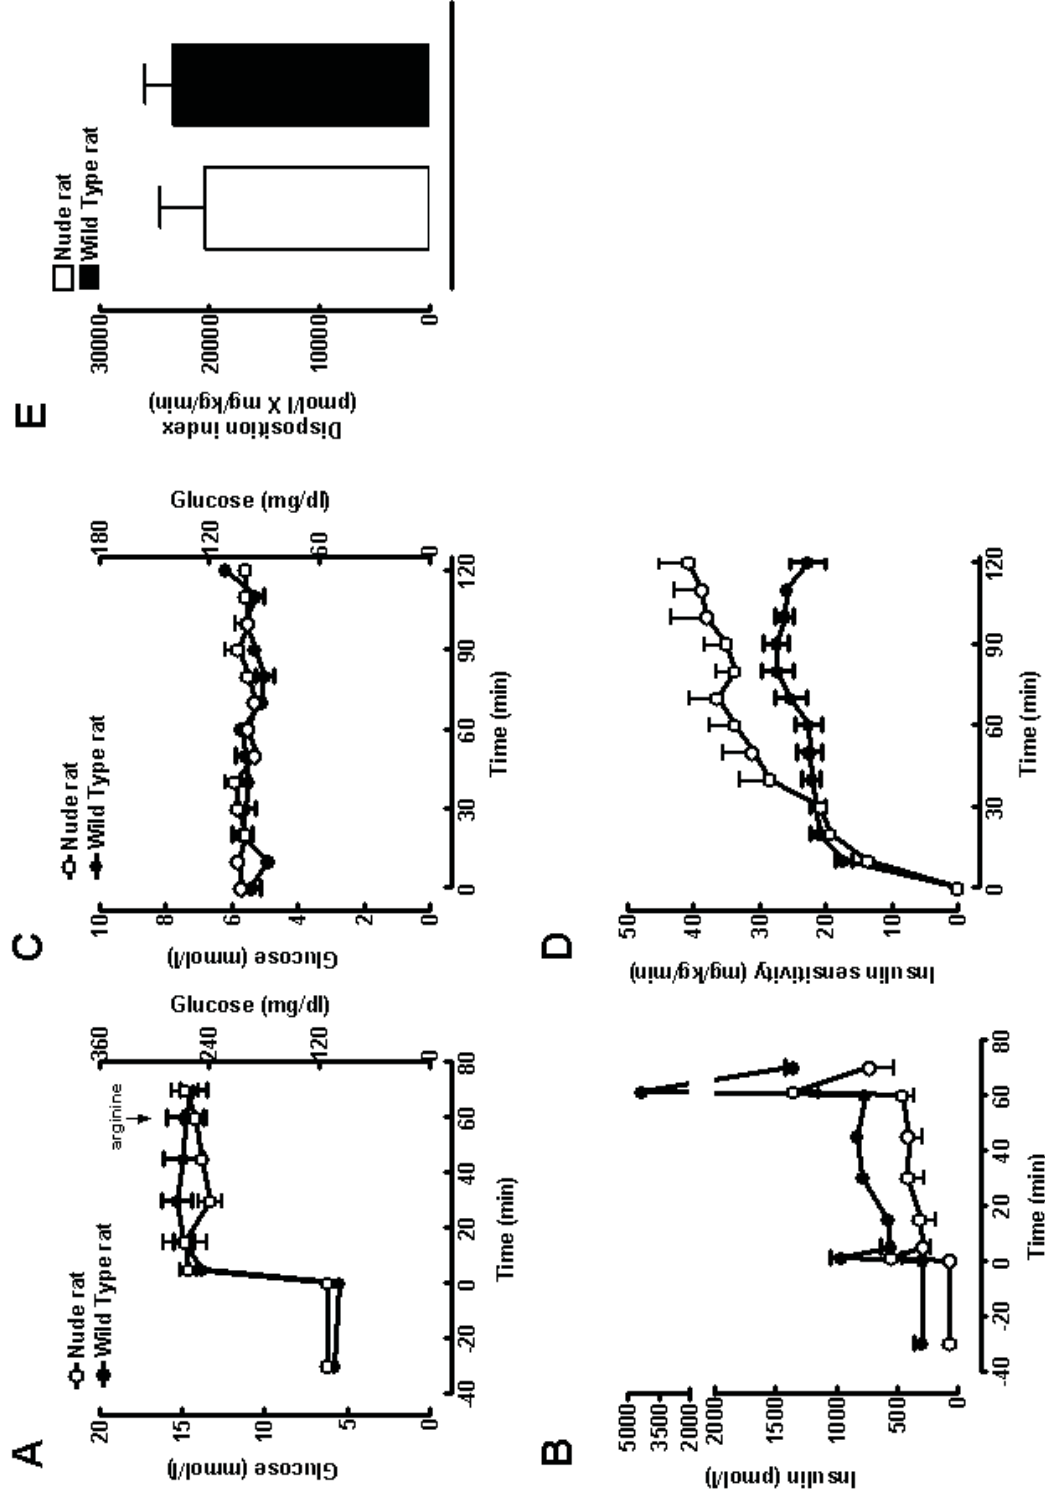 A
Nude rat
Wild Type rat
Glucose (mmol/l)
20
15
10
5
0
arginine
Glucose (mg/dl)
360
240
120
0
-40
-20
0
20
40
60
80
Time (min)
C
Nude rat
Wild Type rat
Glucose (mmol/l)
10
8
6
4
2
0
Glucose (mg/dl)
180
120
60
0
0
30
60
90
120
Time (min)
E
Nude rat
Wild Type rat
Disposition index
(pmol/l X mg/kg/min)
30000
20000
10000
0
B
Insulin (pmol/l)
5000
3500
2000
2000
1500
1000
500
0
-40
-20
0
20
40
60
80
Time (min)
D
Insulin sensitivity (mg/kg/min)
50
40
30
20
10
0
0
30
60
90
120
Time (min)